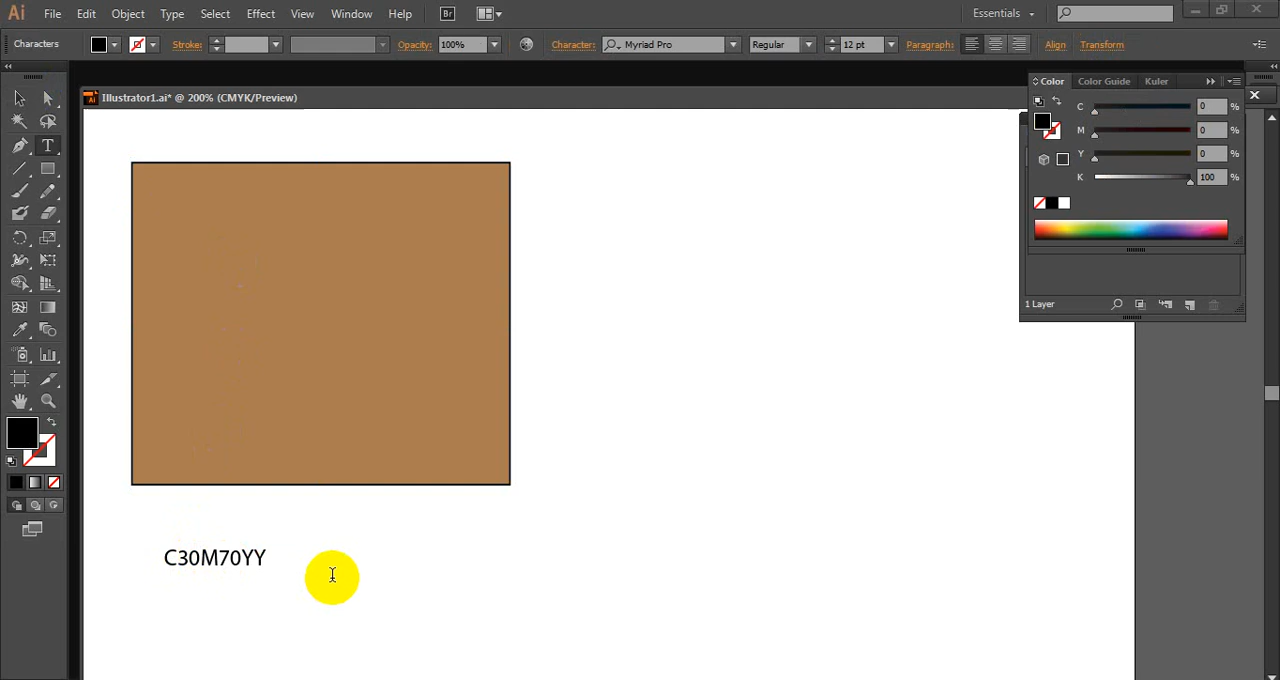 Ai File Edit Object Type Select Effect View Window Help Br Essentials
Characters Stroke: Opacity: 100% Character: Myriad Pro Regular 12 pt Paragraph: Align Transform
Ai Illustrator1.ai* @ 200% (CMYK/Preview)
Color Color Guide Kuler
C 0 %
M 0 %
Y 0 %
K 100 %
1 Layer
T
C30M70YY